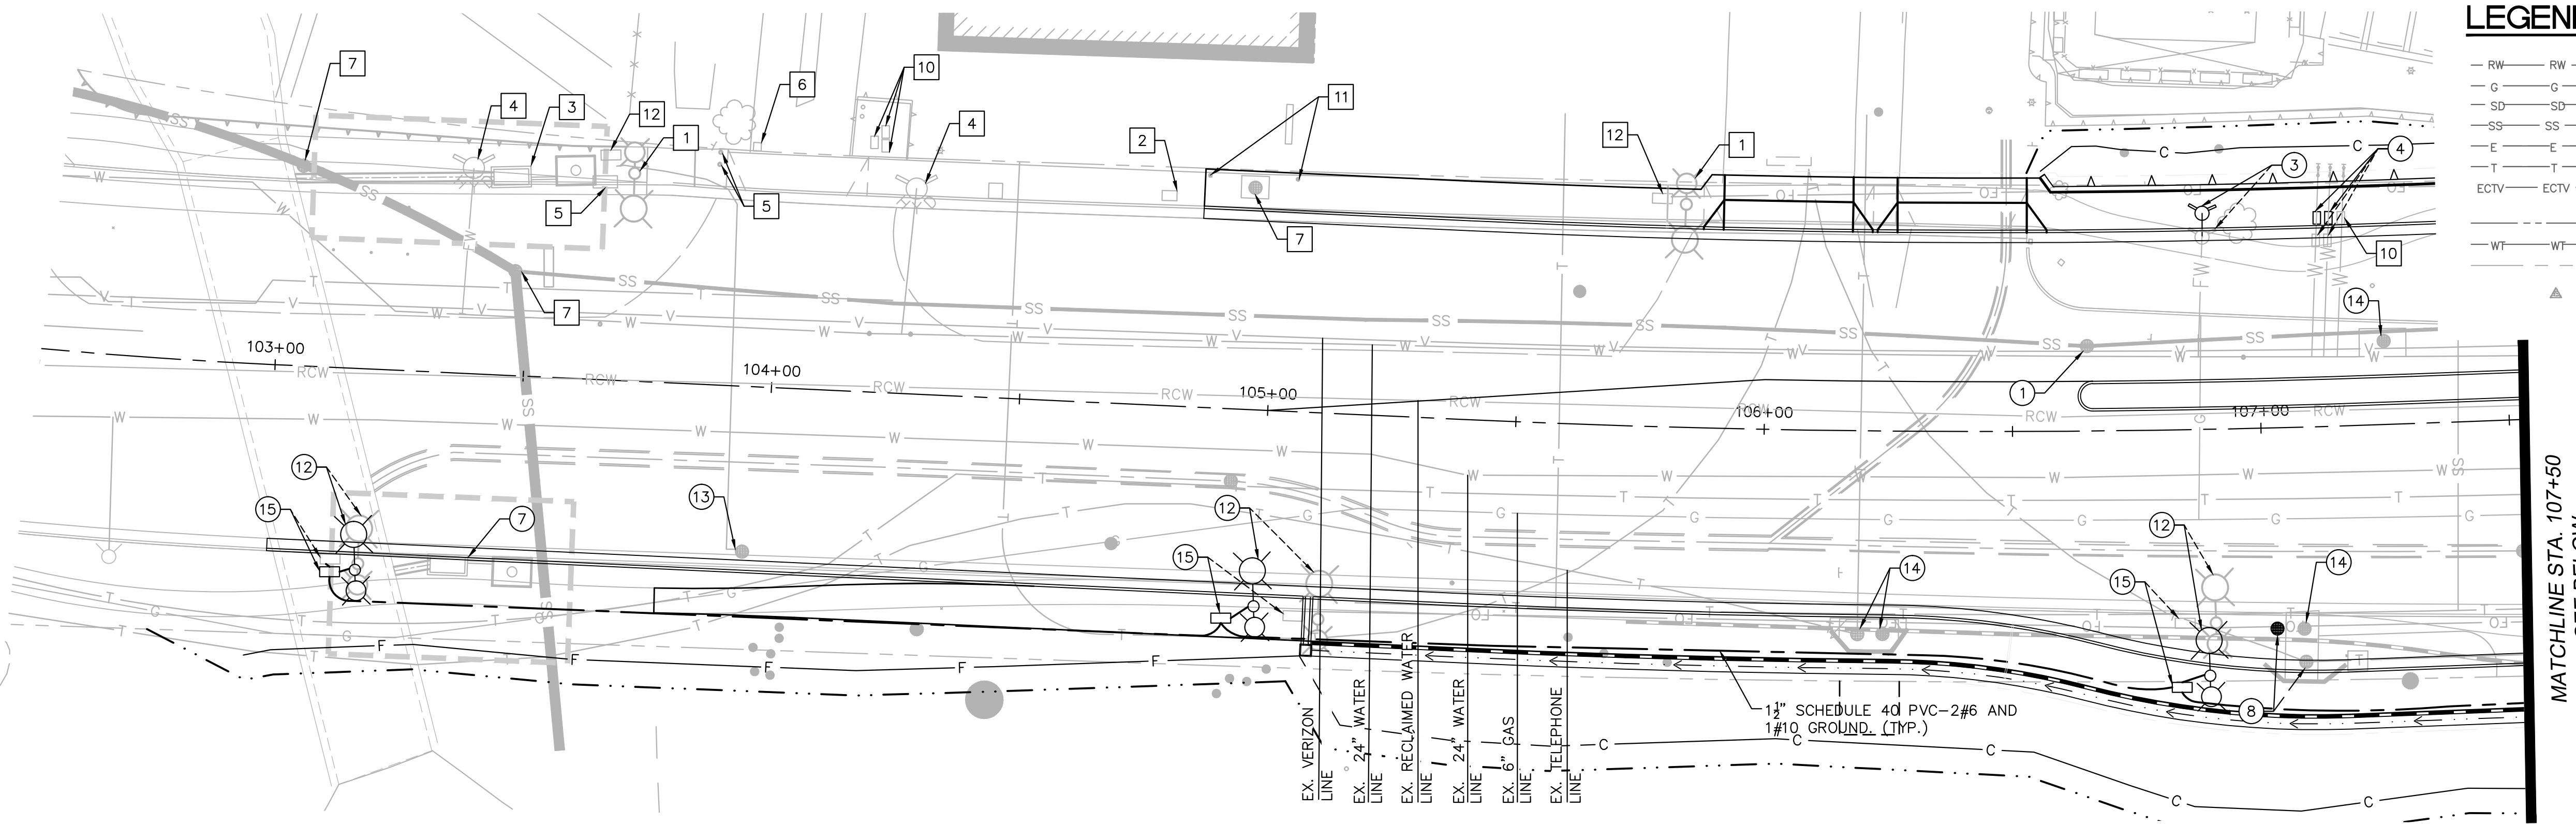 LEGEN
RW RW
G G
SD SD
SS SS
E E
T T
ECTV ECTV
WT WT
7
4
3
12
1
5
5
6
10
4
2
11
7
12
1
3
4
10
14
7
1
103+00
104+00
105+00
106+00
107+00
RCW RCW RCW RCW RCW RCW RCW RCW
SS SS SS SS SS SS SS SS SS
W W W W W W W W W W W W W
12
15
7
13
12
15
14
12
15
14
8
F F F F F
C C C C C
1½" SCHEDULE 40 PVC-2#6 AND
1#10 GROUND. (TYP.)
EX. VERIZON
LINE
EX. 24" WATER
LINE
EX. RECLAIMED WATER
LINE
EX. 24" WATER
LINE
EX. 6" GAS
LINE
EX. TELEPHONE
LINE
MATCHLINE STA. 107+50